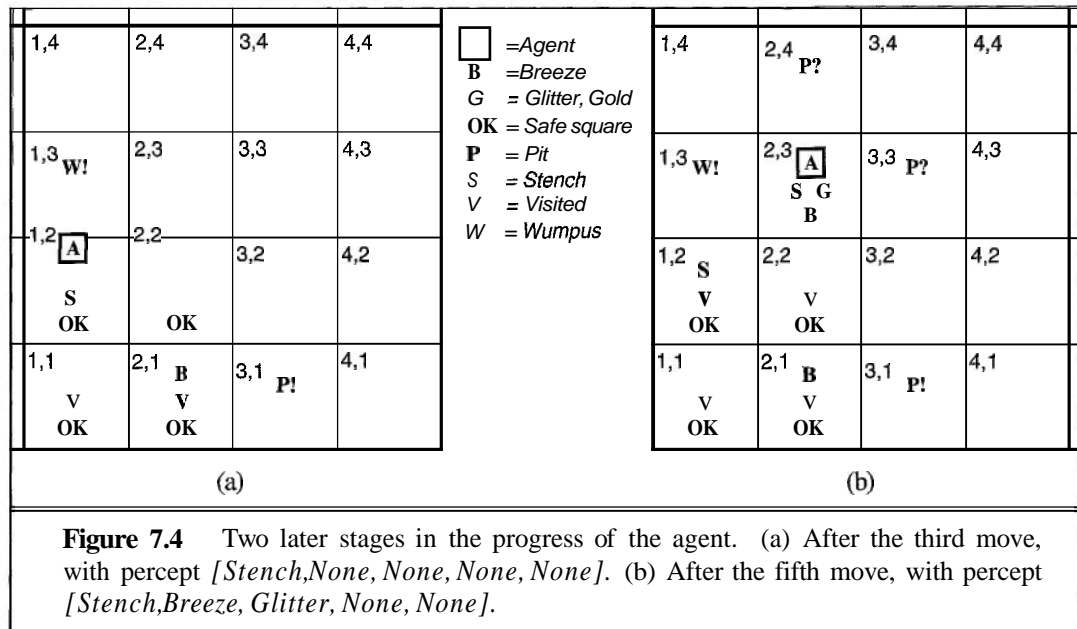 1,4 2,4 3,4 4,4
1,3 W! 2,3 3,3 4,3
1,2 A 2,2 3,2 4,2
S
OK OK
1,1 2,1 B 3,1 P! 4,1
V V
OK OK
(a)
=Agent
B =Breeze
G = Glitter, Gold
OK = Safe square
P = Pit
S = Stench
V = Visited
W = Wumpus
1,4 2,4 P? 3,4 4,4
1,3 W! 2,3 A 3,3 P? 4,3
S G
B
1,2 S 2,2 3,2 4,2
V V
OK OK
1,1 2,1 B 3,1 P! 4,1
V V
OK OK
(b)
Figure 7.4 Two later stages in the progress of the agent. (a) After the third move,
with percept [Stench,None, None, None, None]. (b) After the fifth move, with percept
[Stench,Breeze, Glitter, None, None].